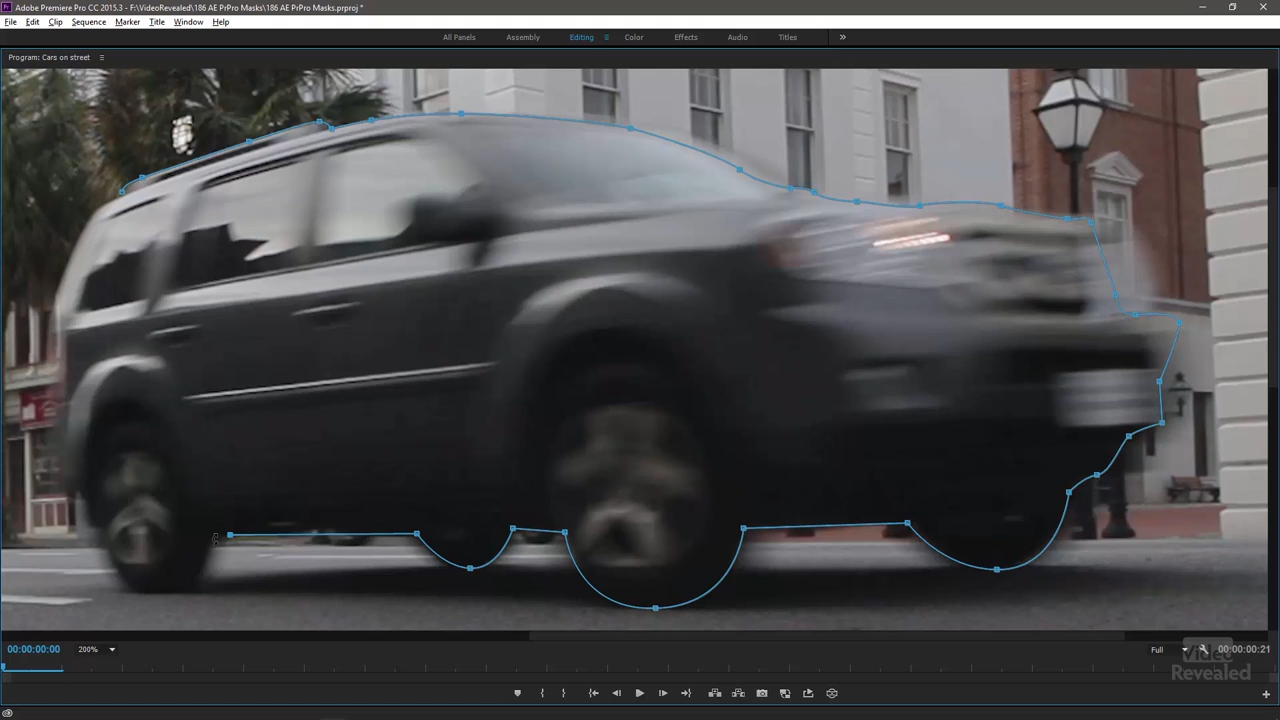 Adobe Premiere Pro CC 2015.3 - F:\VideoRevealed\186 AE PrPro Masks\186 AE PrPro Masks.prproj *
File Edit Clip Sequence Marker Title Window Help
All Panels Assembly Editing Color Effects Audio Titles
Program: Cars on street
00:00:00:00 200% Full 00:00:00:21
Video
Revealed